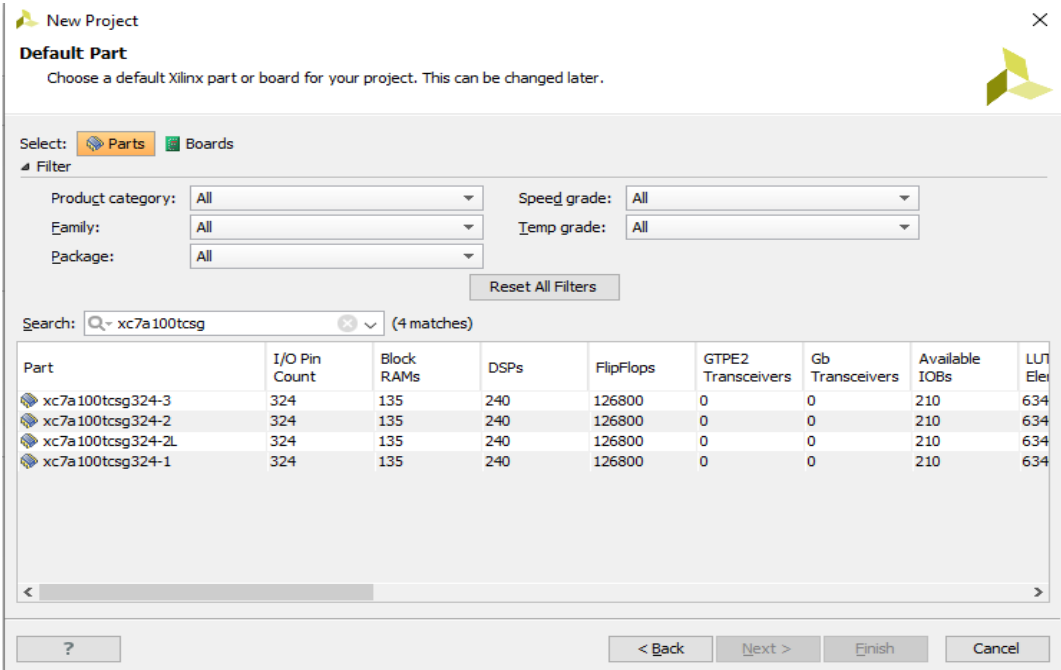 New Project
Default Part
Choose a default Xilinx part or board for your project. This can be changed later.
Select: Parts Boards
Filter
Product category: All Speed grade: All
Family: All Temp grade: All
Package: All
Reset All Filters
Search: xc7a100tcsg (4 matches)
Part I/O Pin Count Block RAMs DSPs FlipFlops GTPE2 Transceivers Gb Transceivers Available IOBs LUT Eler
xc7a100tcsg324-3 324 135 240 126800 0 0 210 634
xc7a100tcsg324-2 324 135 240 126800 0 0 210 634
xc7a100tcsg324-2L 324 135 240 126800 0 0 210 634
xc7a100tcsg324-1 324 135 240 126800 0 0 210 634
? < Back Next > Finish Cancel